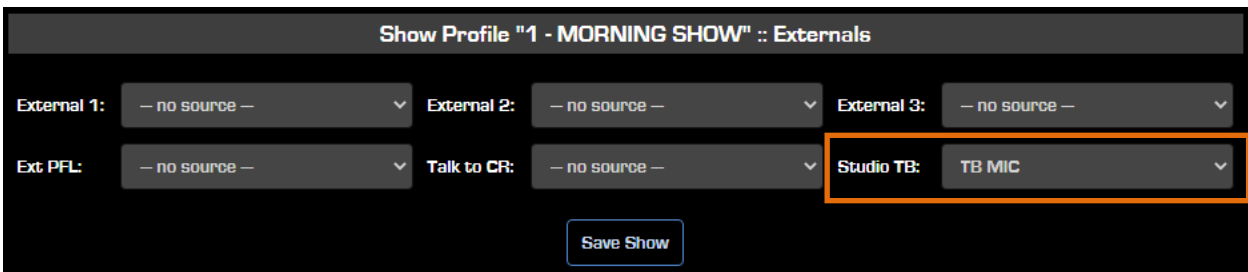 Show Profile "1 - MORNING SHOW" :: Externals
External 1: — no source — External 2: — no source — External 3: — no source —
Ext PFL: — no source — Talk to CR: — no source — Studio TB: TB MIC
Save Show